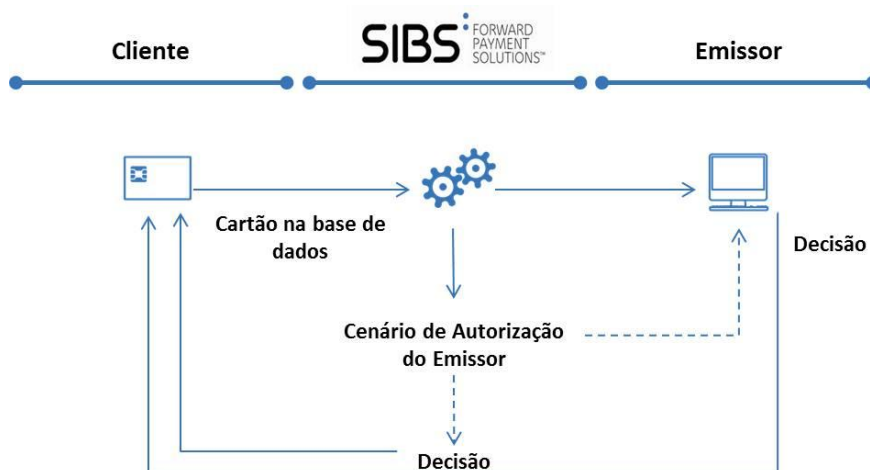 Cliente
SIBS
FORWARD
PAYMENT
SOLUTIONS™
Emissor
Cartão na base de
dados
Decisão
Cenário de Autorização
do Emissor
Decisão